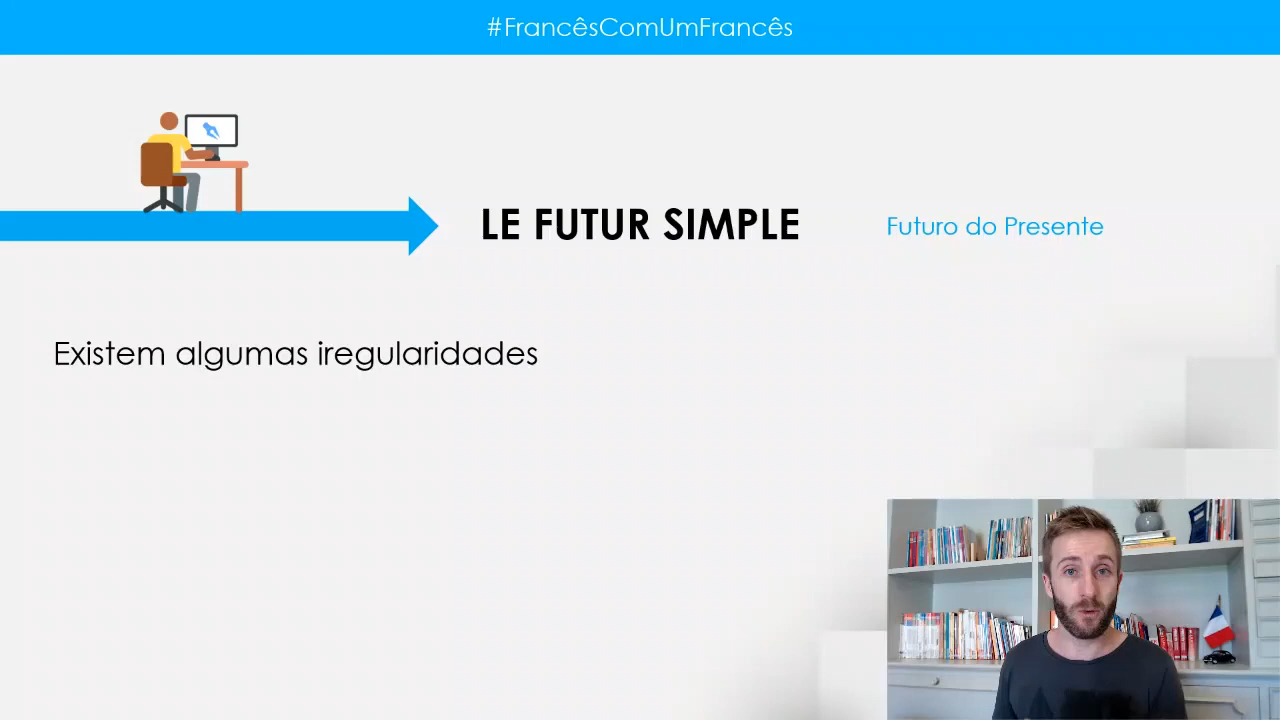 #FrancêsComUmFrancês
LE FUTUR SIMPLE
Futuro do Presente
Existem algumas iregularidades